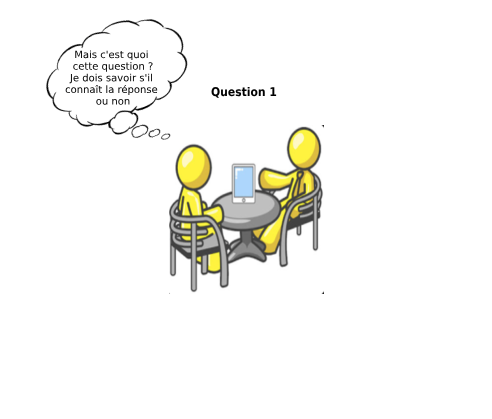 Mais c'est quoi
cette question ?
Je dois savoir s'il
connaît la réponse
ou non
Question 1